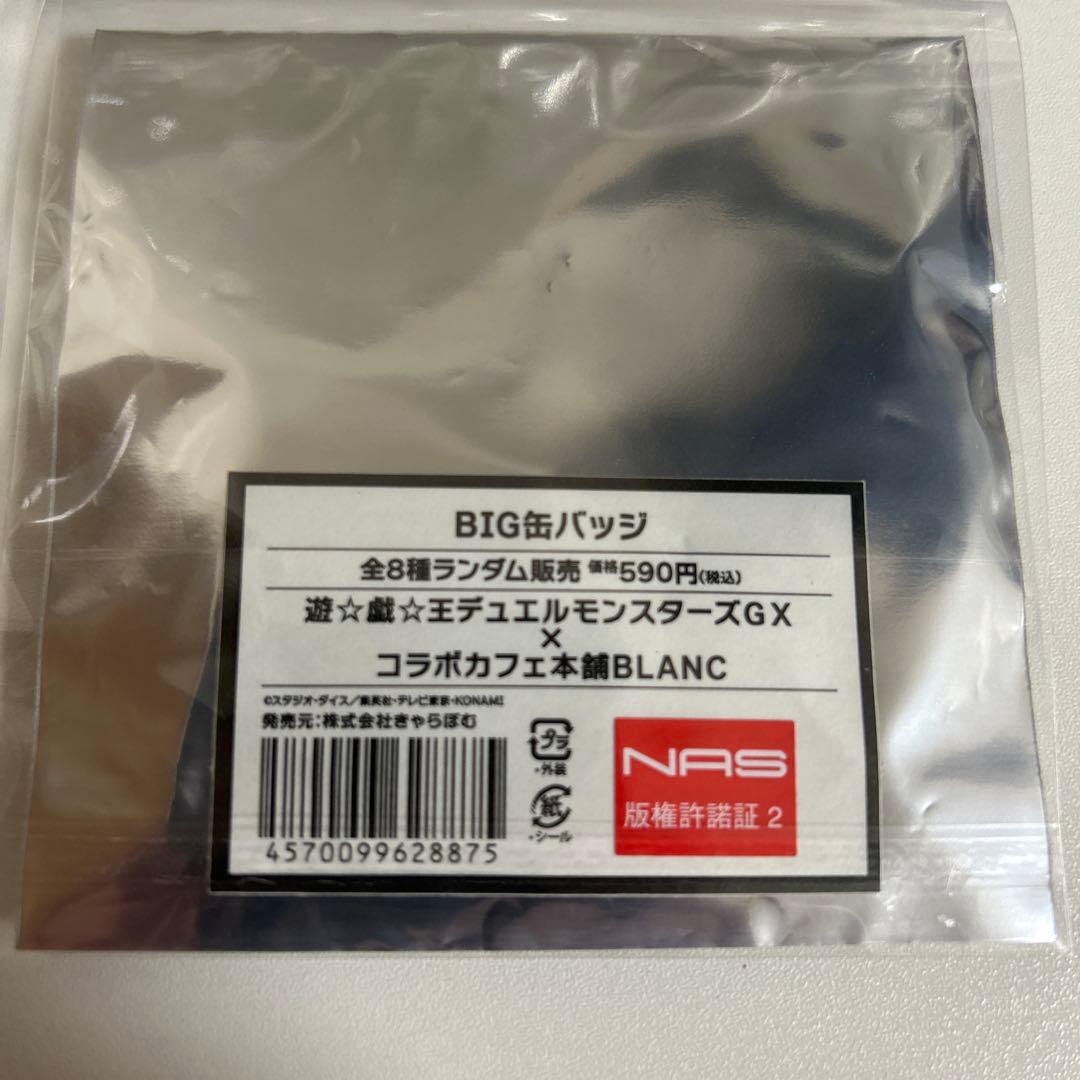 BIG缶バッジ
全8種ランダム販売 価格590円(税込)
遊☆戯☆王デュエルモンスターズGX
×
コラボカフェ本舗BLANC
©スタジオ・ダイス/集英社・テレビ東京・KONAMI
発売元:株式会社きゃらぽむ
プラ
・外装
紙
・シール
4570099628875
NAS
版権許諾証 2